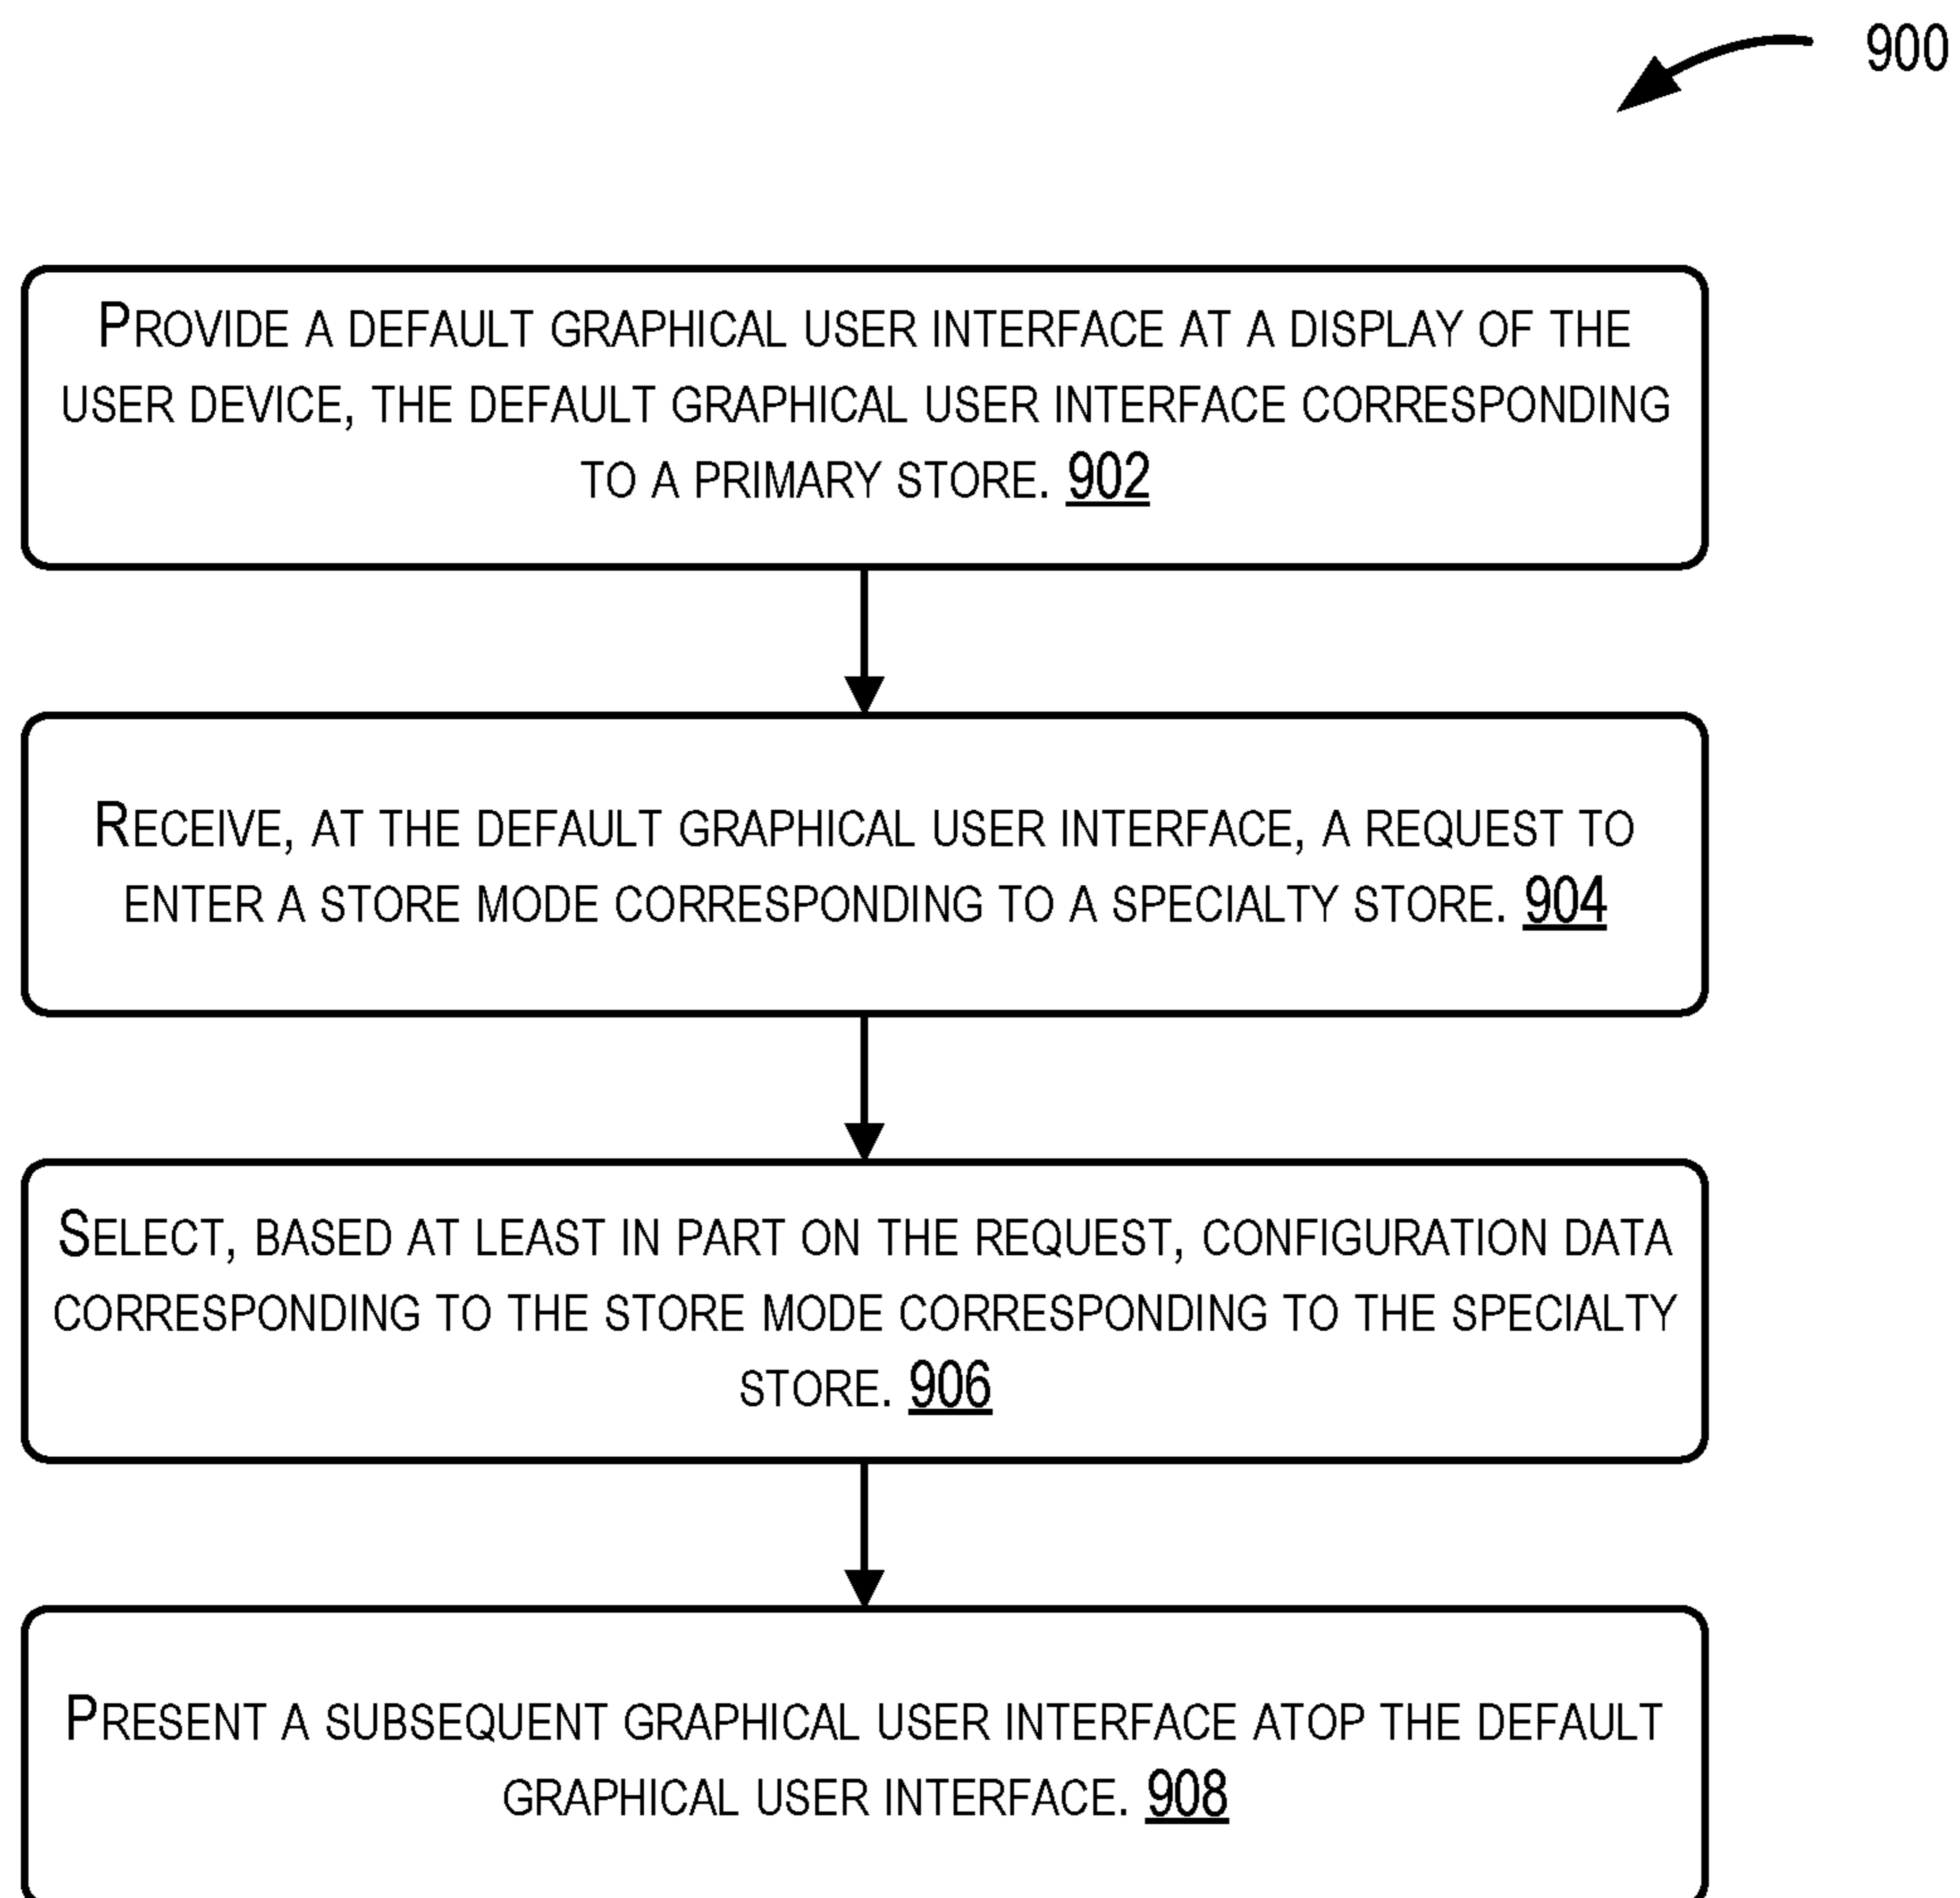 900
PROVIDE A DEFAULT GRAPHICAL USER INTERFACE AT A DISPLAY OF THE
USER DEVICE, THE DEFAULT GRAPHICAL USER INTERFACE CORRESPONDING
TO A PRIMARY STORE. 902
RECEIVE, AT THE DEFAULT GRAPHICAL USER INTERFACE, A REQUEST TO
ENTER A STORE MODE CORRESPONDING TO A SPECIALTY STORE. 904
SELECT, BASED AT LEAST IN PART ON THE REQUEST, CONFIGURATION DATA
CORRESPONDING TO THE STORE MODE CORRESPONDING TO THE SPECIALTY
STORE. 906
PRESENT A SUBSEQUENT GRAPHICAL USER INTERFACE ATOP THE DEFAULT
GRAPHICAL USER INTERFACE. 908